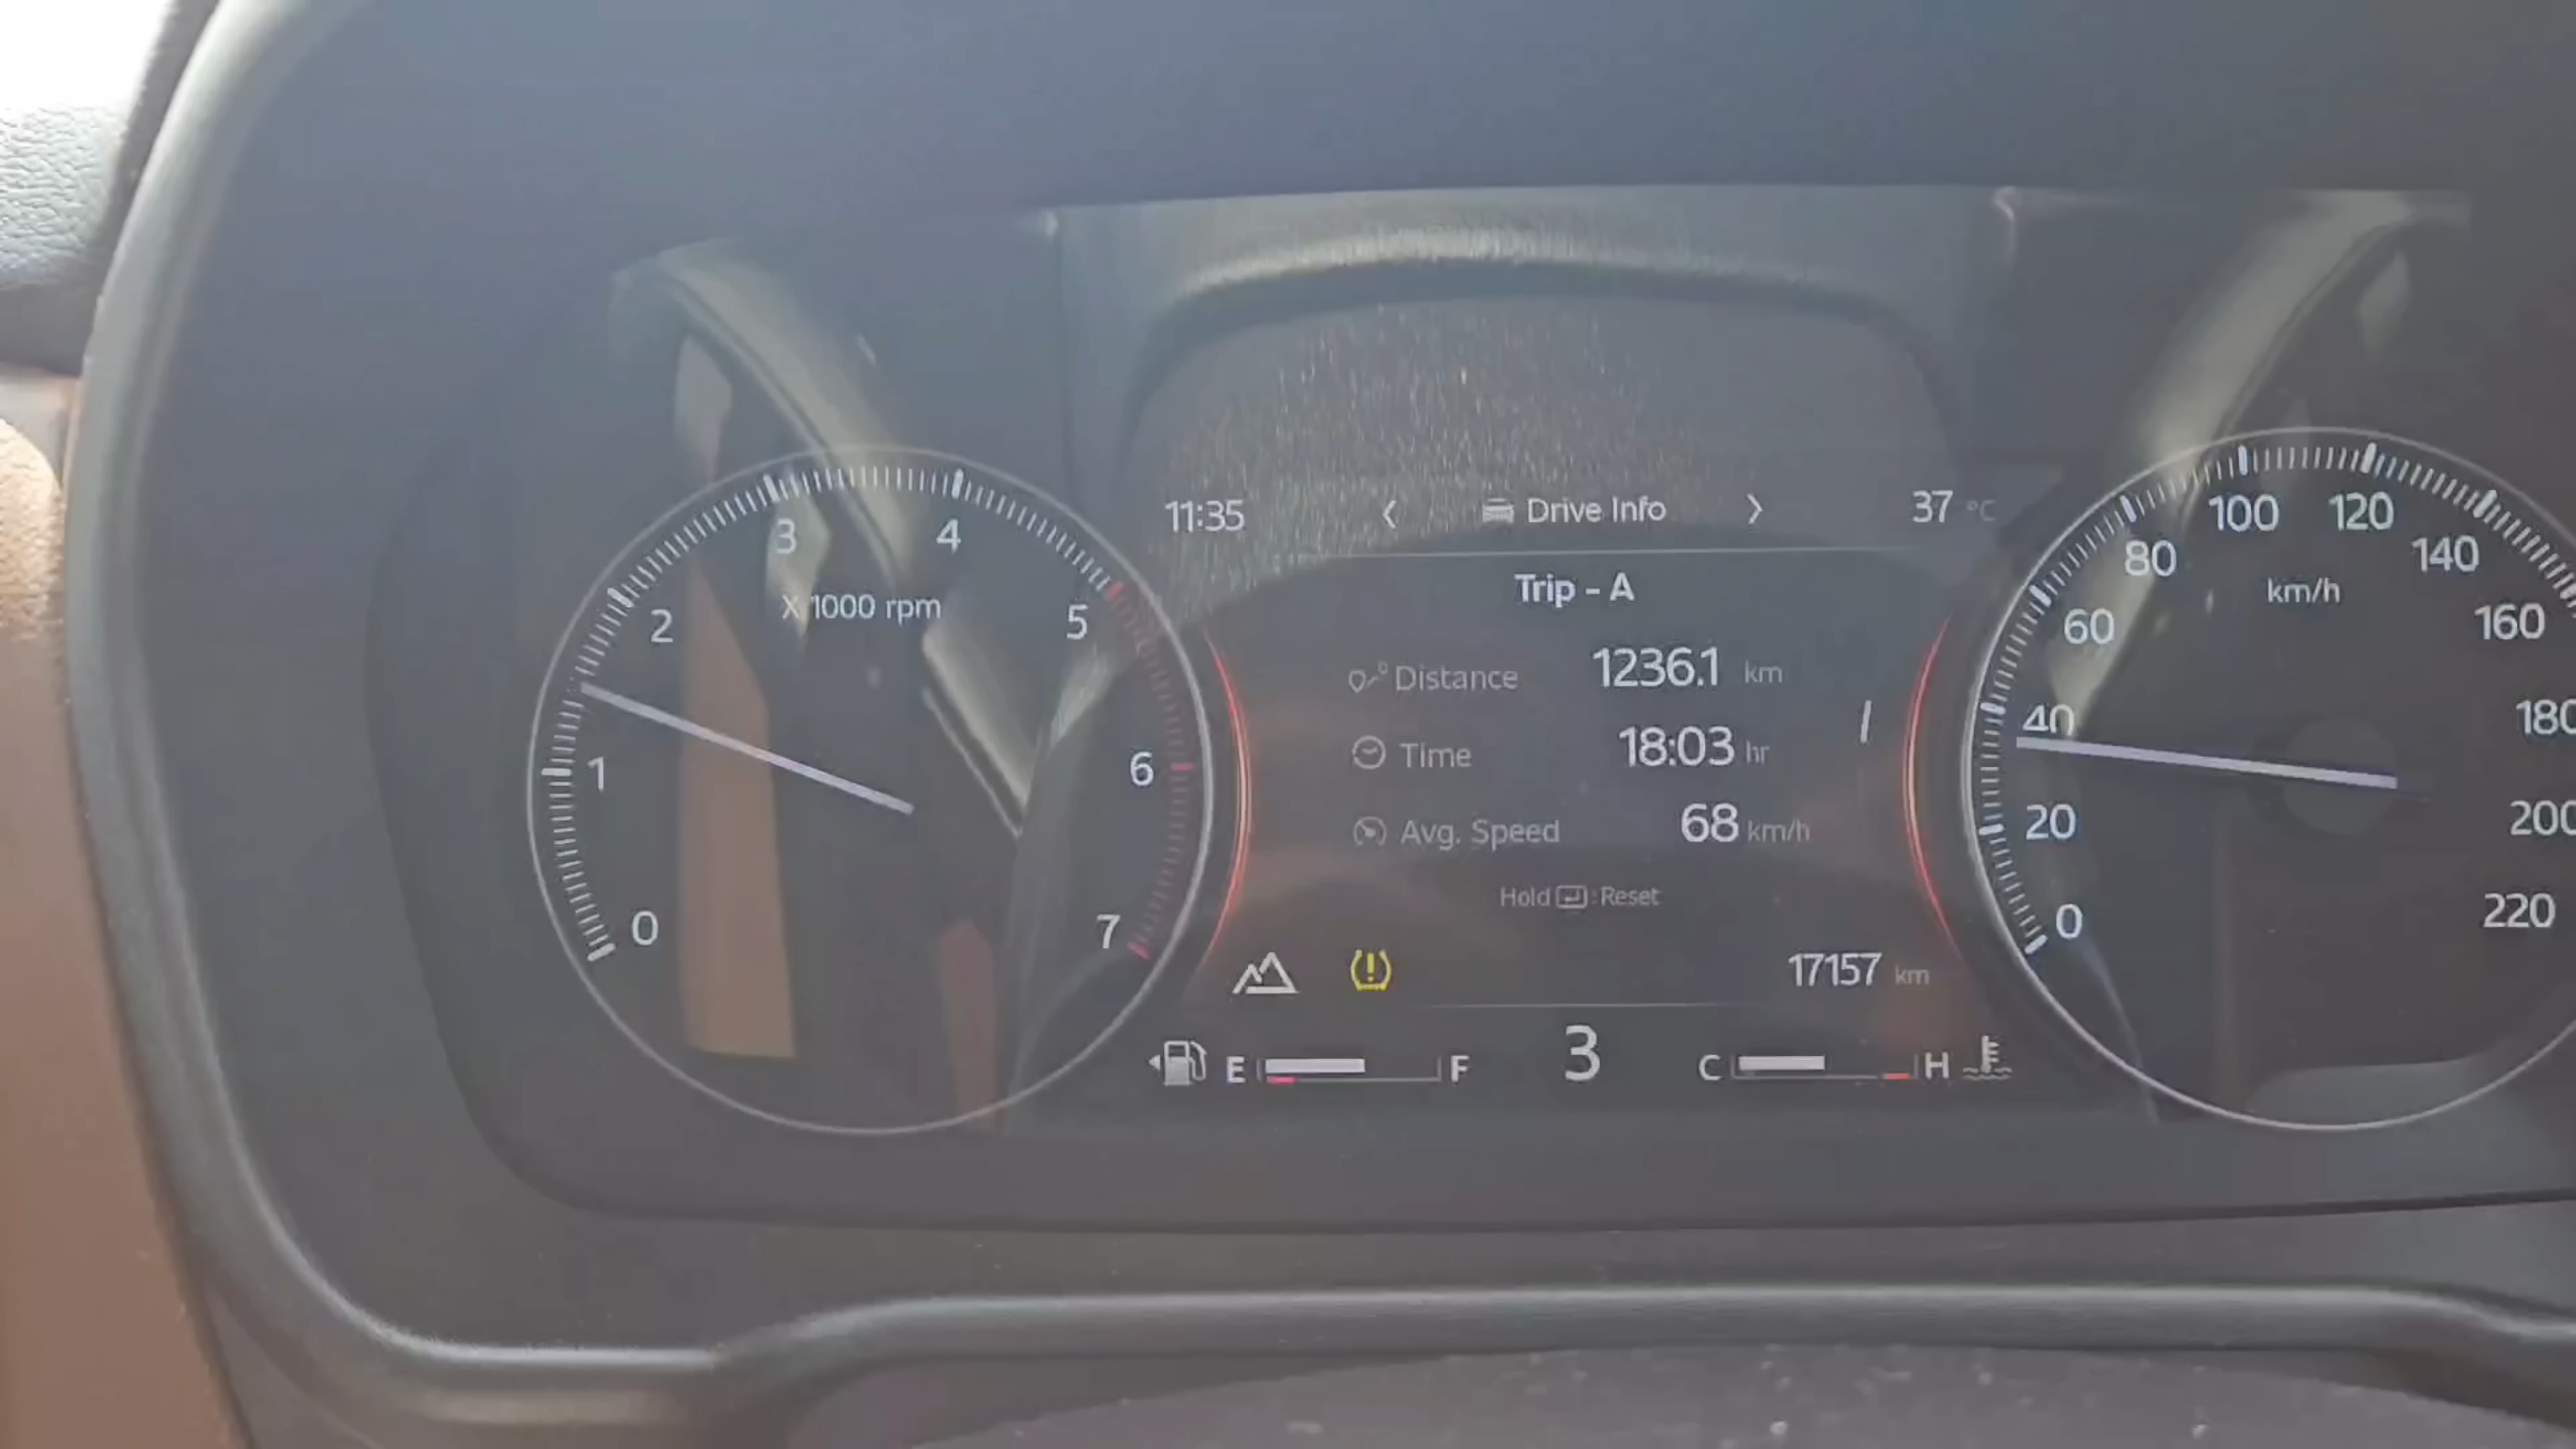 11:35
Drive Info
37 °C
Trip - A
Distance 1236.1 km
Time 18:03 hr
Avg. Speed 68 km/h
Hold : Reset
17157 km
E F
3
C H
0
1
2
3
4
5
6
7
X 1000 rpm
0
20
40
60
80
100
120
140
160
180
200
220
km/h